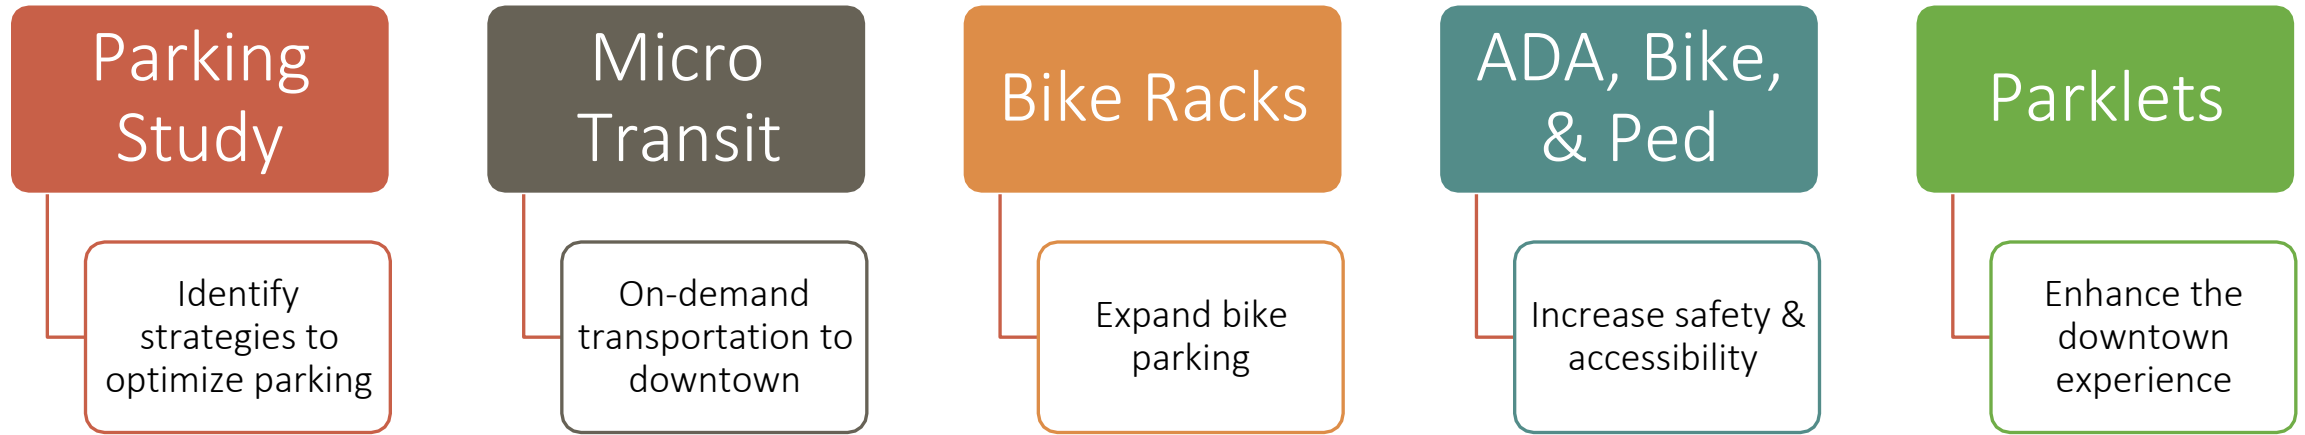 Parking
Study
Identify
strategies to
optimize parking
Micro
Transit
On-demand
transportation to
downtown
Bike Racks
Expand bike
parking
ADA, Bike,
& Ped
Increase safety &
accessibility
Parklets
Enhance the
downtown
experience